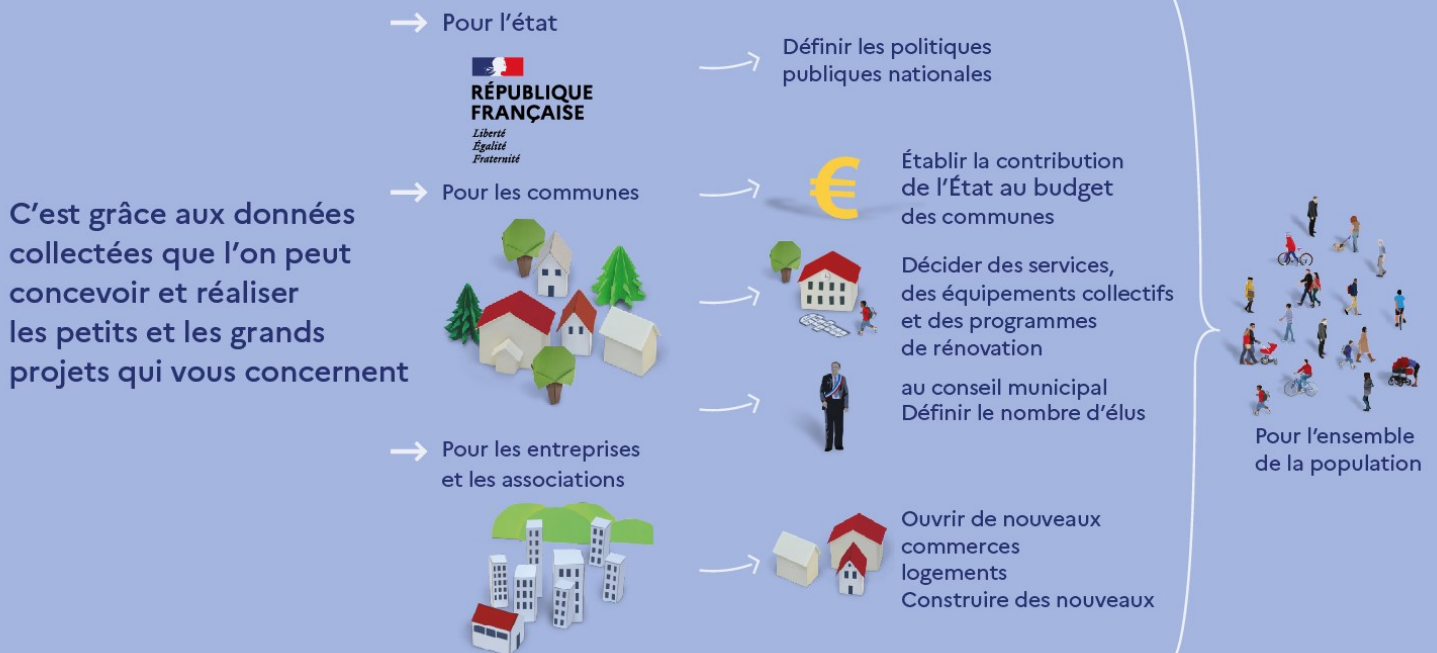 C'est grâce aux données
collectées que l'on peut
concevoir et réaliser
les petits et les grands
projets qui vous concernent
Pour l'état
RÉPUBLIQUE
FRANÇAISE
Liberté
Égalité
Fraternité
Définir les politiques
publiques nationales
Pour les communes
€
Établir la contribution
de l'État au budget
des communes
Décider des services,
des équipements collectifs
et des programmes
de rénovation
au conseil municipal
Définir le nombre d'élus
Pour les entreprises
et les associations
Ouvrir de nouveaux
commerces
logements
Construire des nouveaux
Pour l'ensemble
de la population